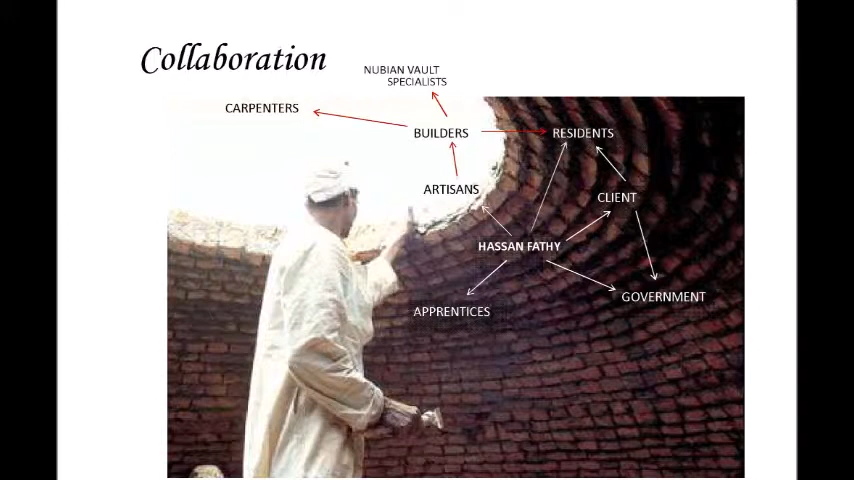 Collaboration
NUBIAN VAULT
SPECIALISTS
CARPENTERS
BUILDERS
RESIDENTS
ARTISANS
CLIENT
HASSAN FATHY
GOVERNMENT
APPRENTICES